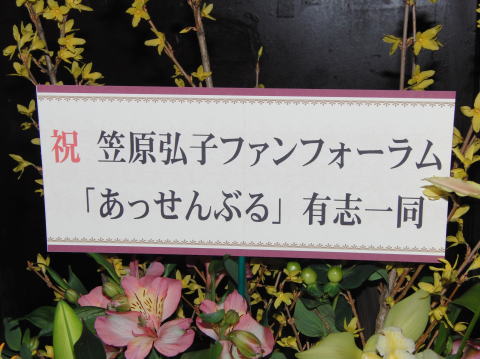 祝 笠原弘子ファンフォーラム
「あっせんぶる」有志一同